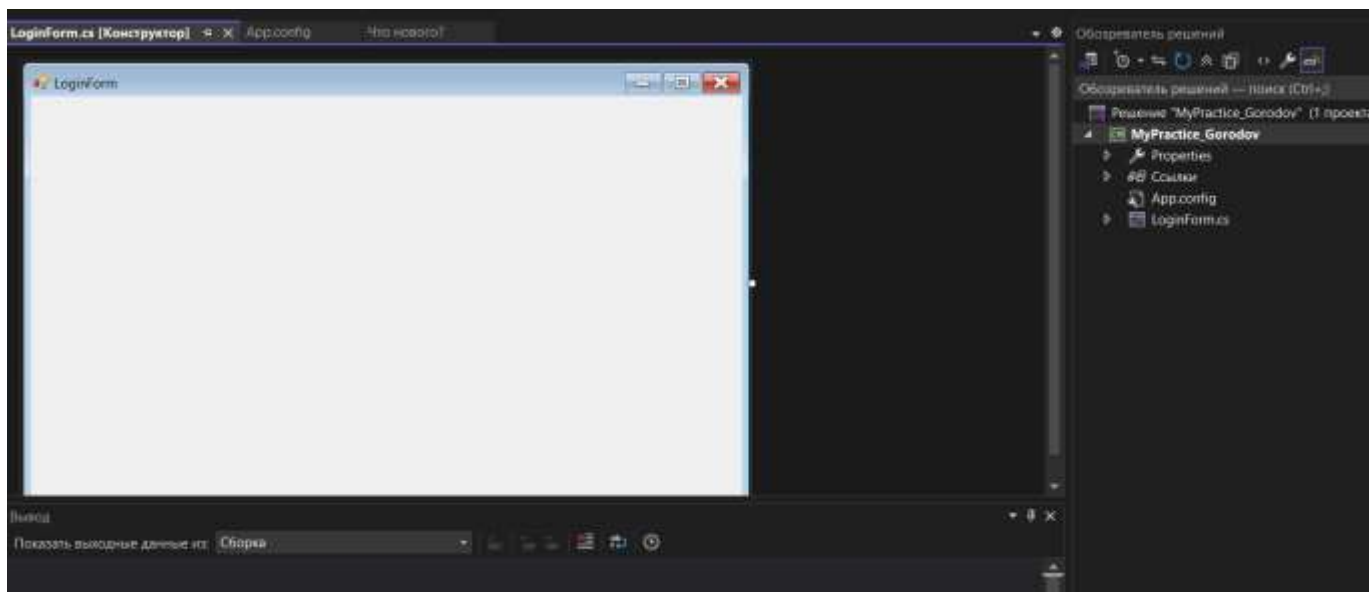 LoginForm.cs [Конструктор] App.config Что нового?
LoginForm
Вывод
Показать выходные данные из: Сборка
Обозреватель решений
Обозреватель решений — поиск (Ctrl+;)
Решение "MyPractice_Gorodov" (1 проекта
MyPractice_Gorodov
Properties
Ссылки
App.config
LoginForm.cs